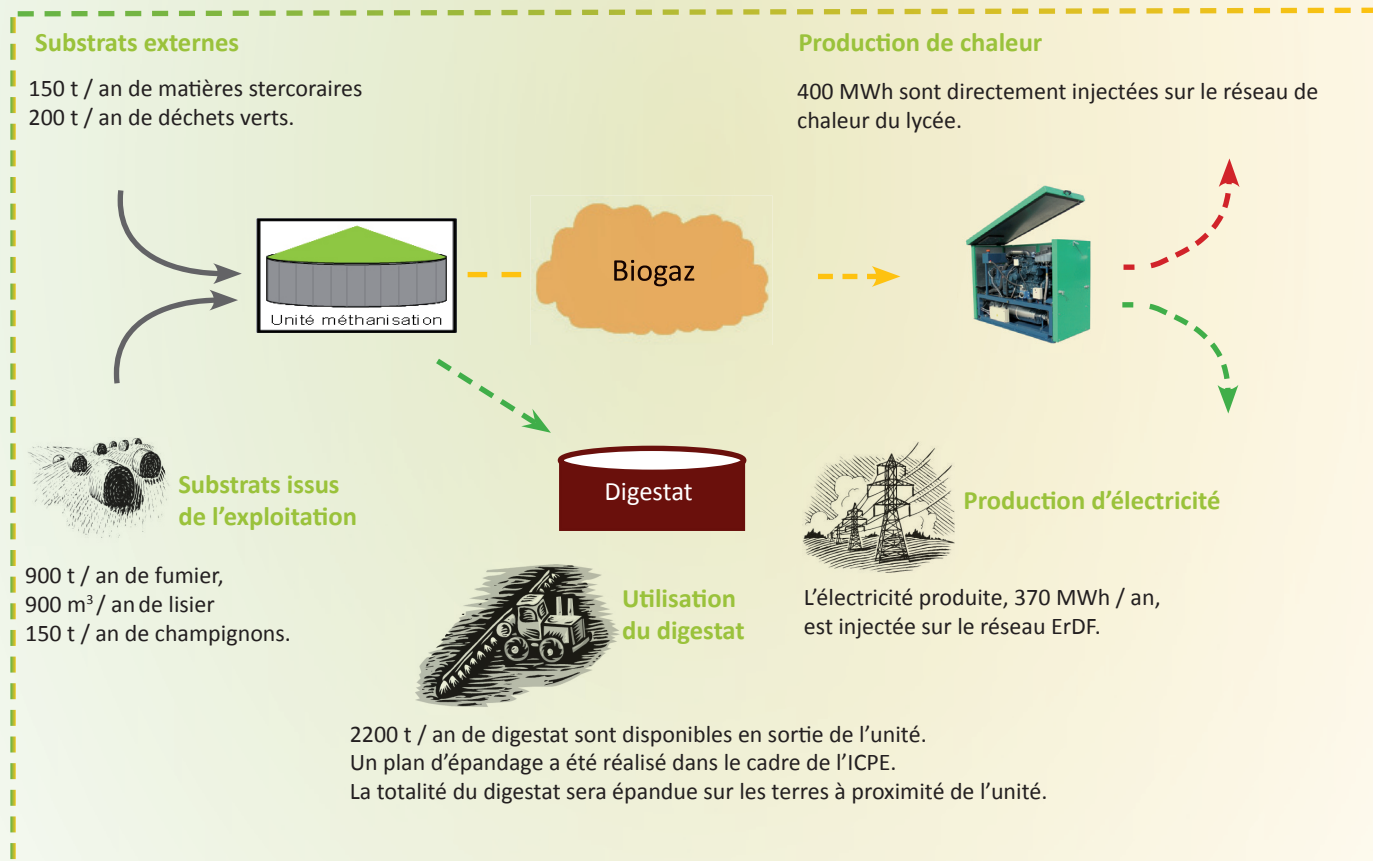 Substrats externes
150 t / an de matières stercoraires
200 t / an de déchets verts.
Production de chaleur
400 MWh sont directement injectées sur le réseau de
chaleur du lycée.
Unité méthanisation
Biogaz
Substrats issus
de l'exploitation
900 t / an de fumier,
900 m³ / an de lisier
150 t / an de champignons.
Digestat
Utilisation
du digestat
2200 t / an de digestat sont disponibles en sortie de l'unité.
Un plan d'épandage a été réalisé dans le cadre de l'ICPE.
La totalité du digestat sera épandue sur les terres à proximité de l'unité.
Production d'électricité
L'électricité produite, 370 MWh / an,
est injectée sur le réseau ErDF.